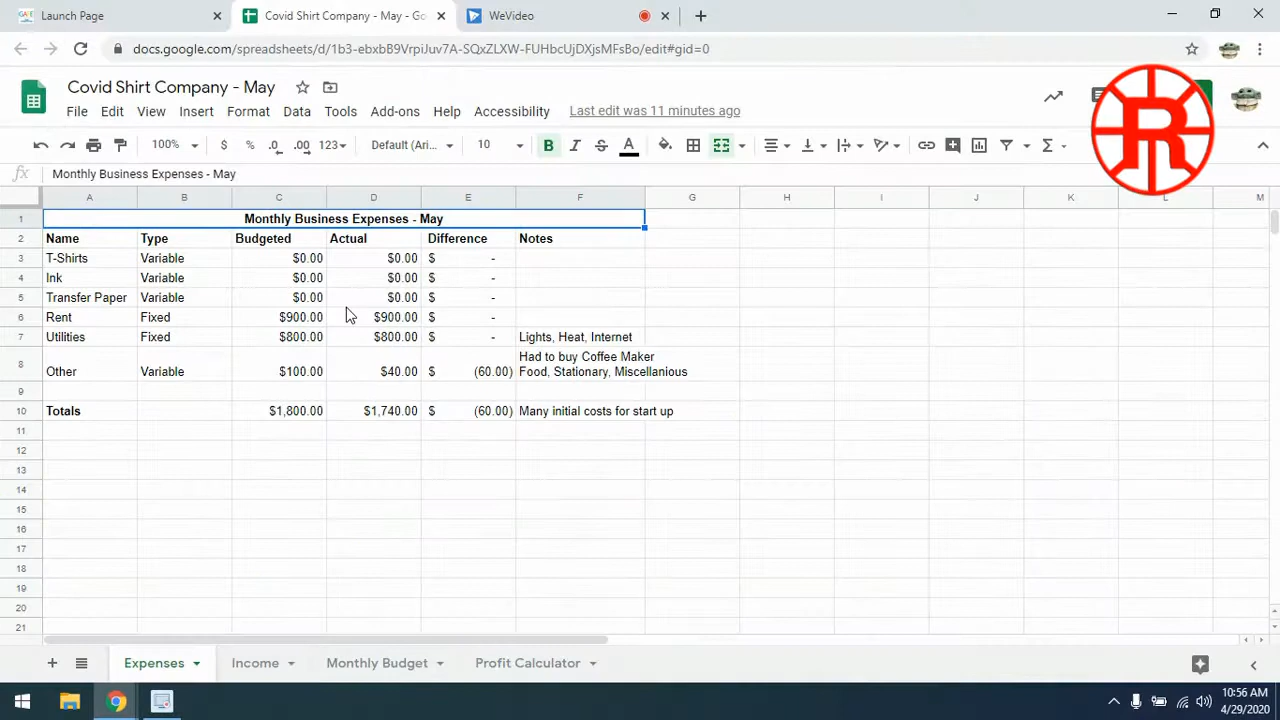 Launch Page
Covid Shirt Company - May - Go
WeVideo
docs.google.com/spreadsheets/d/1b3-ebxbB9VrpiJuv7A-SQxZLXW-FUHbcUjDXjsMFsBo/edit#gid=0
Covid Shirt Company - May
File Edit View Insert Format Data Tools Add-ons Help Accessibility Last edit was 11 minutes ago
R
100% $ % .0 .00 123 Default (Ari... 10 B I S A
fx Monthly Business Expenses - May
A B C D E F G H I J K L M
1 Monthly Business Expenses - May
2 Name Type Budgeted Actual Difference Notes
3 T-Shirts Variable $0.00 $0.00 $ -
4 Ink Variable $0.00 $0.00 $ -
5 Transfer Paper Variable $0.00 $0.00 $ -
6 Rent Fixed $900.00 $900.00 $ -
7 Utilities Fixed $800.00 $800.00 $ - Lights, Heat, Internet
Had to buy Coffee Maker
8 Other Variable $100.00 $40.00 $ (60.00) Food, Stationary, Miscellanious
9
10 Totals $1,800.00 $1,740.00 $ (60.00) Many initial costs for start up
11
12
13
14
15
16
17
18
19
20
21
Expenses Income Monthly Budget Profit Calculator
10:56 AM
4/29/2020